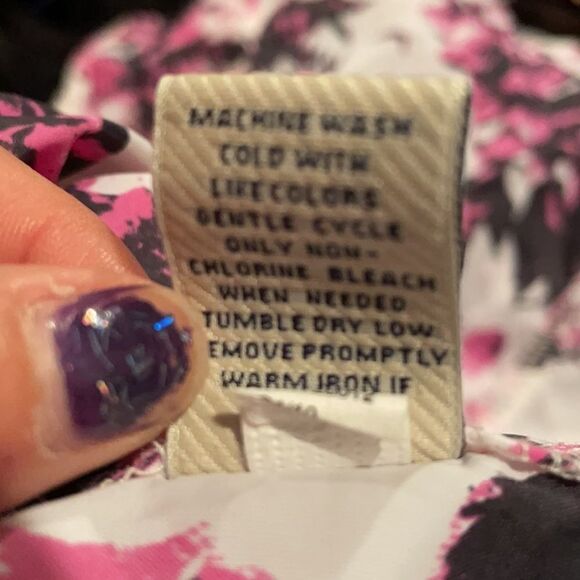 MACHINE WASH
COLD WITH
LIKE COLORS
GENTLE CYCLE
ONLY NON-
CHLORINE BLEACH
WHEN NEEDED
TUMBLE DRY LOW
EMOVE PROMPTLY
WARM IRON IF